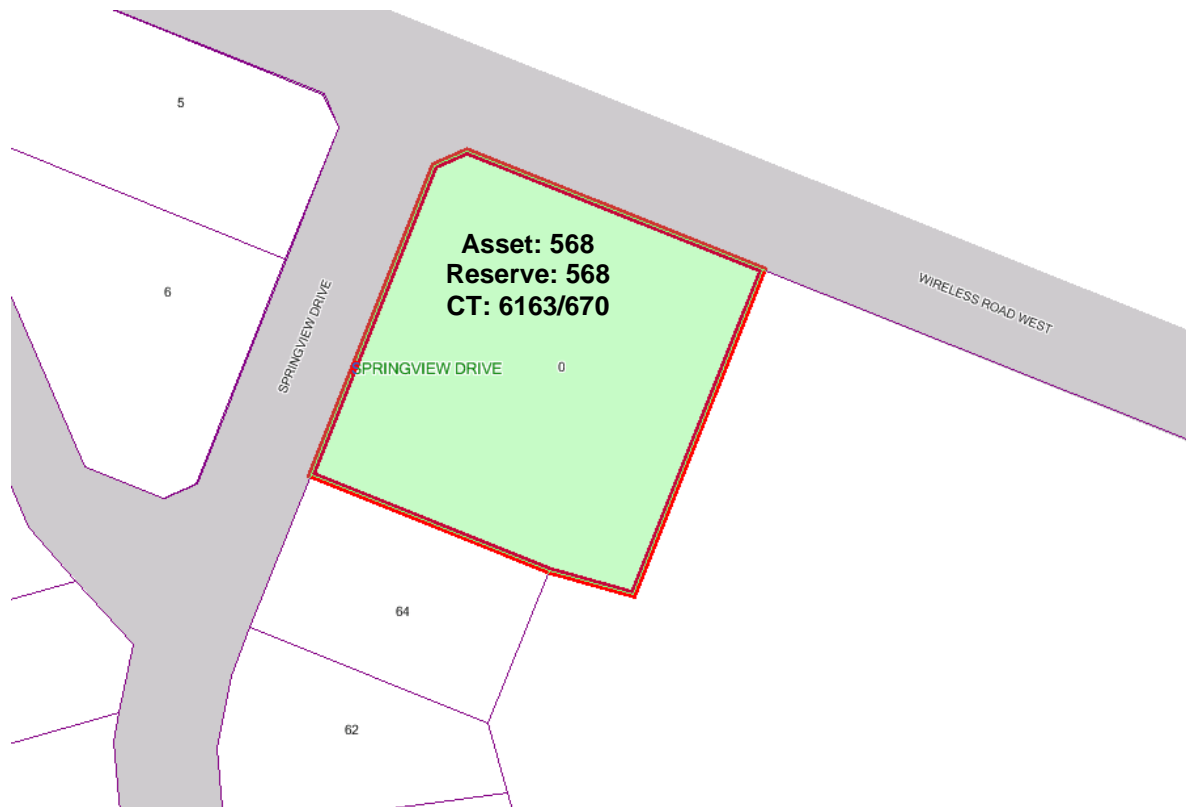 5
Asset: 568
Reserve: 568
CT: 6163/670
6
WIRELESS ROAD WEST
SPRINGVIEW DRIVE
SPRINGVIEW DRIVE
0
64
62